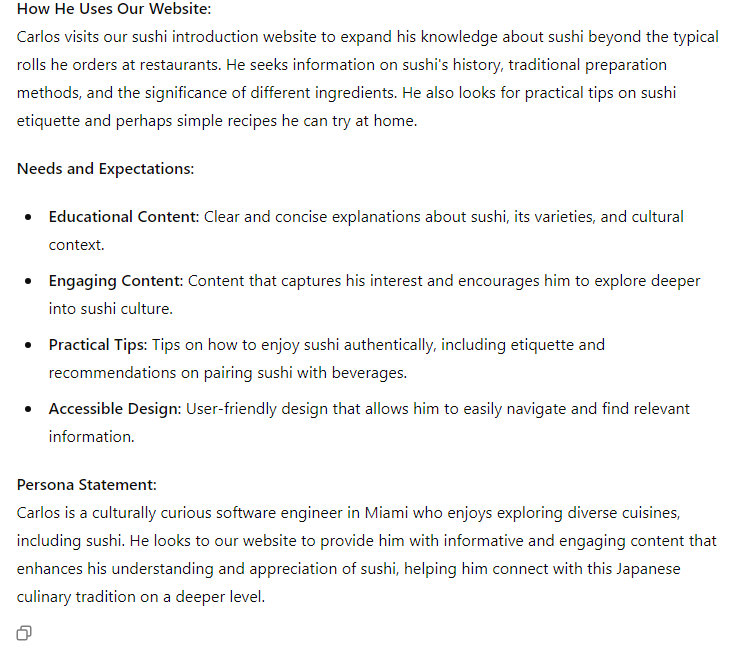 How He Uses Our Website:
Carlos visits our sushi introduction website to expand his knowledge about sushi beyond the typical
rolls he orders at restaurants. He seeks information on sushi's history, traditional preparation
methods, and the significance of different ingredients. He also looks for practical tips on sushi
etiquette and perhaps simple recipes he can try at home.
Needs and Expectations:
• Educational Content: Clear and concise explanations about sushi, its varieties, and cultural
context.
• Engaging Content: Content that captures his interest and encourages him to explore deeper
into sushi culture.
• Practical Tips: Tips on how to enjoy sushi authentically, including etiquette and
recommendations on pairing sushi with beverages.
• Accessible Design: User-friendly design that allows him to easily navigate and find relevant
information.
Persona Statement:
Carlos is a culturally curious software engineer in Miami who enjoys exploring diverse cuisines,
including sushi. He looks to our website to provide him with informative and engaging content that
enhances his understanding and appreciation of sushi, helping him connect with this Japanese
culinary tradition on a deeper level.